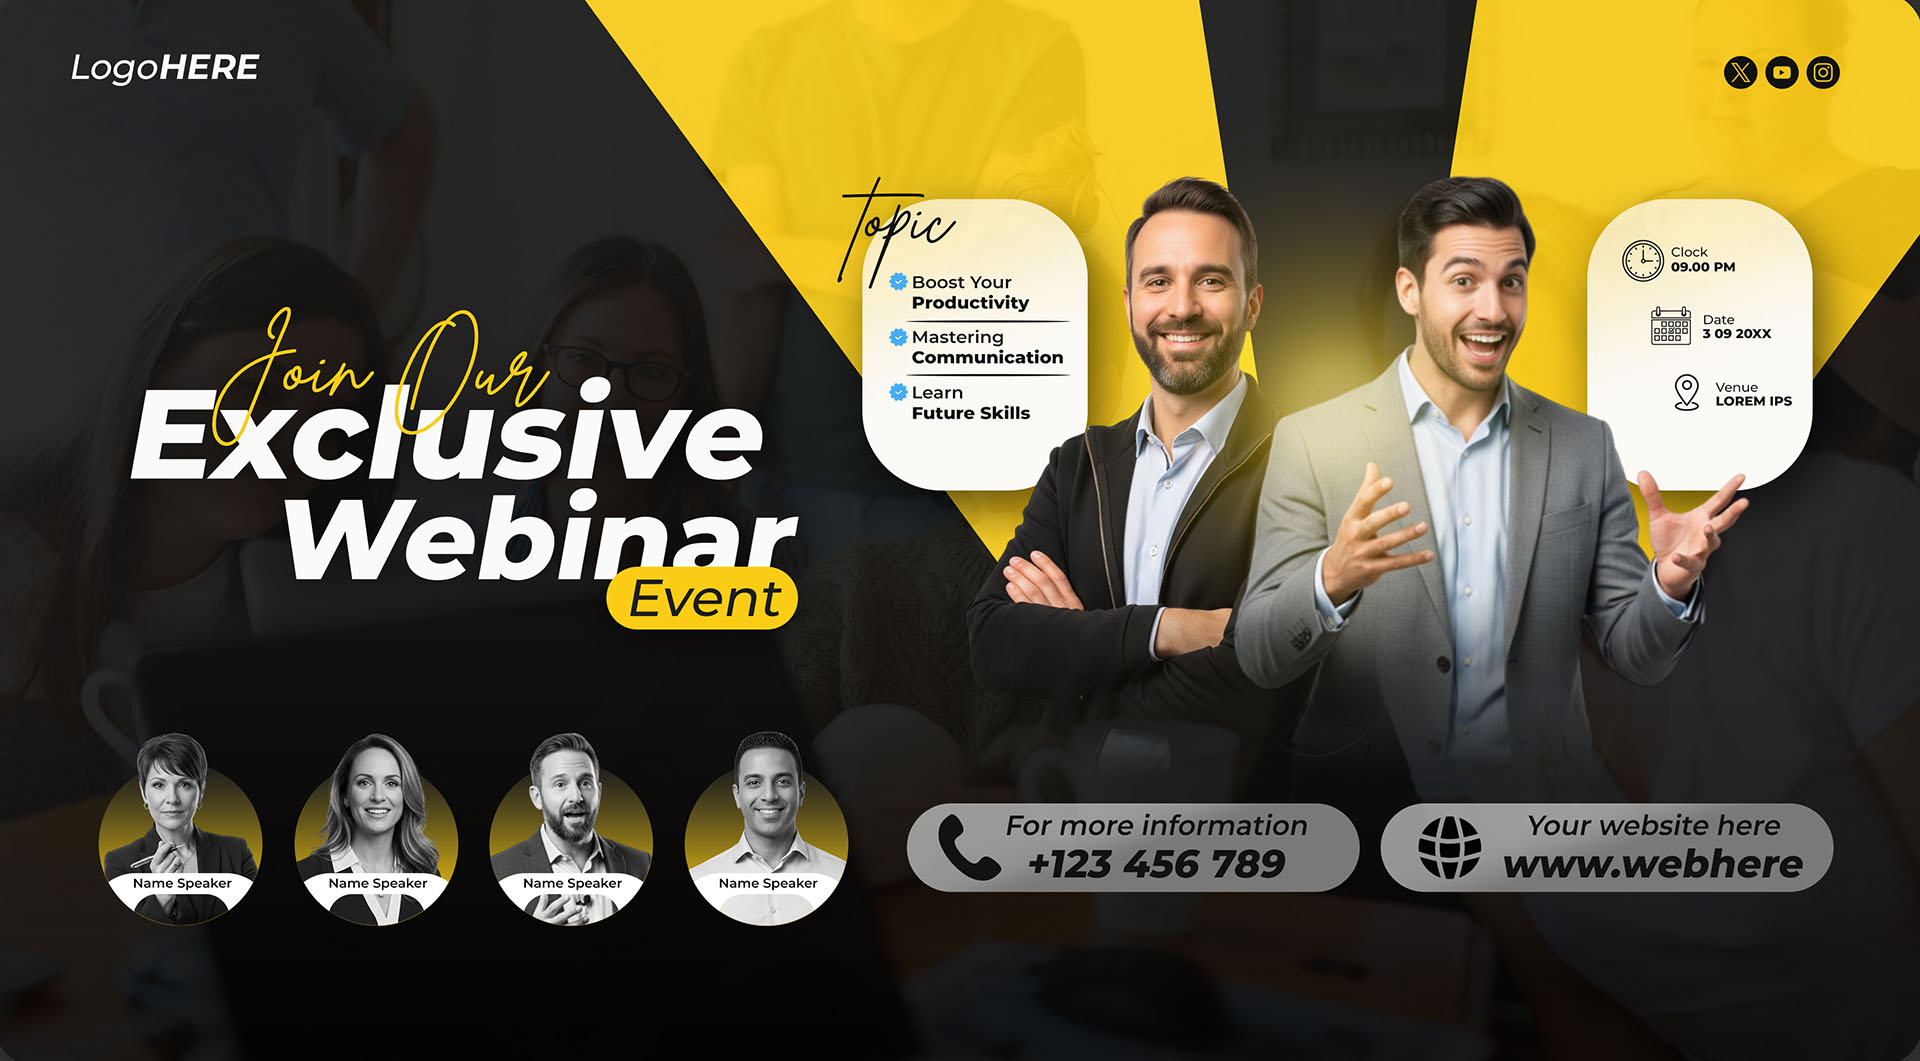 LogoHERE
Join Our
Exclusive
Webinar
Event
Topic
Boost Your
Productivity
Mastering
Communication
Learn
Future Skills
Clock
09.00 PM
Date
3 09 20XX
Venue
LOREM IPS
Name Speaker
Name Speaker
Name Speaker
Name Speaker
For more information
+123 456 789
Your website here
www.webhere